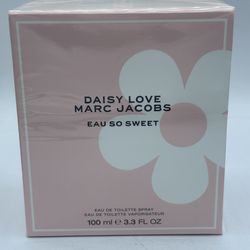 DAISY LOVE
MARC JACOBS
EAU SO SWEET
EAU DE TOILETTE SPRAY
EAU DE TOILETTE VAPORISATEUR
100 ml ℮ 3.3 FL OZ